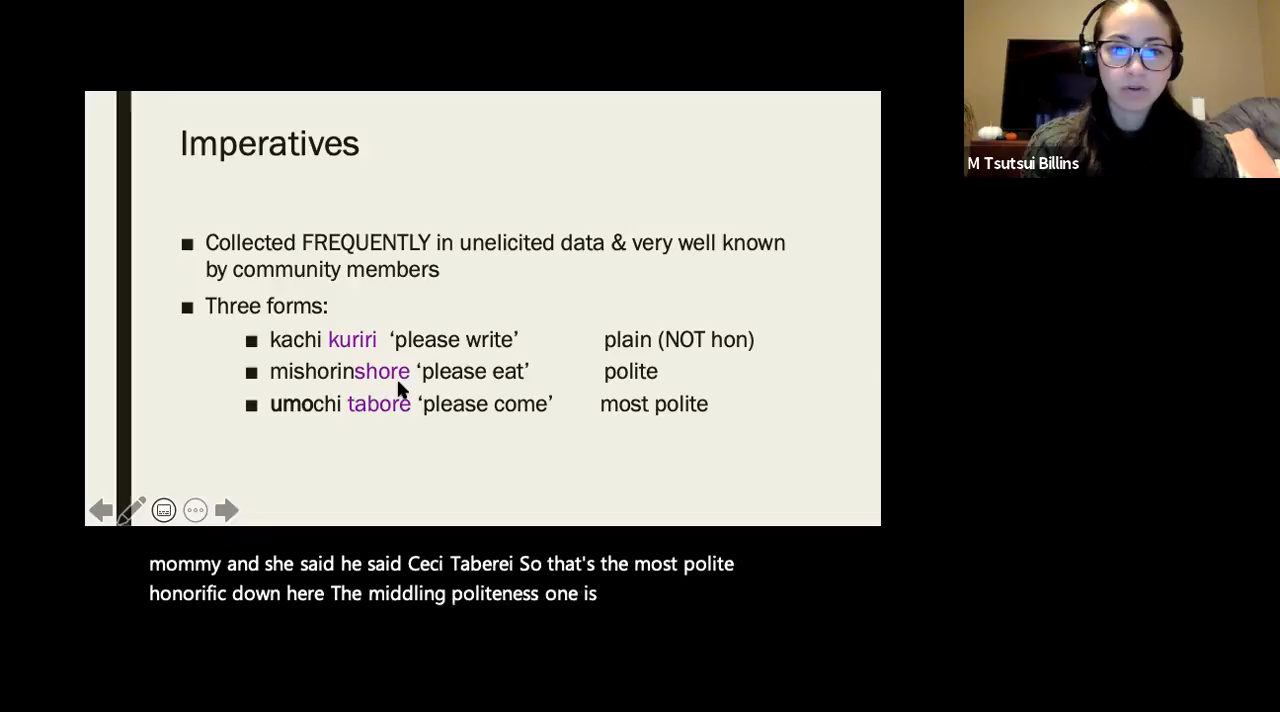 Imperatives
■ Collected FREQUENTLY in unelicited data & very well known
by community members
■ Three forms:
■ kachi kuriri ‘please write’ plain (NOT hon)
■ mishorinshore ‘please eat’ polite
■ umochi tabore ‘please come’ most polite
M Tsutsui Billins
mommy and she said he said Ceci Taberei So that's the most polite
honorific down here The middling politeness one is